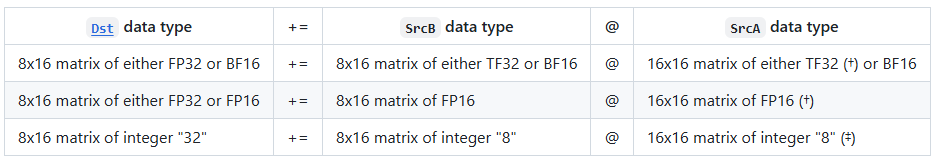 Dst data type += SrcB data type @ SrcA data type
8x16 matrix of either FP32 or BF16 += 8x16 matrix of either TF32 or BF16 @ 16x16 matrix of either TF32 (†) or BF16
8x16 matrix of either FP32 or FP16 += 8x16 matrix of FP16 @ 16x16 matrix of FP16 (†)
8x16 matrix of integer "32" += 8x16 matrix of integer "8" @ 16x16 matrix of integer "8" (‡)